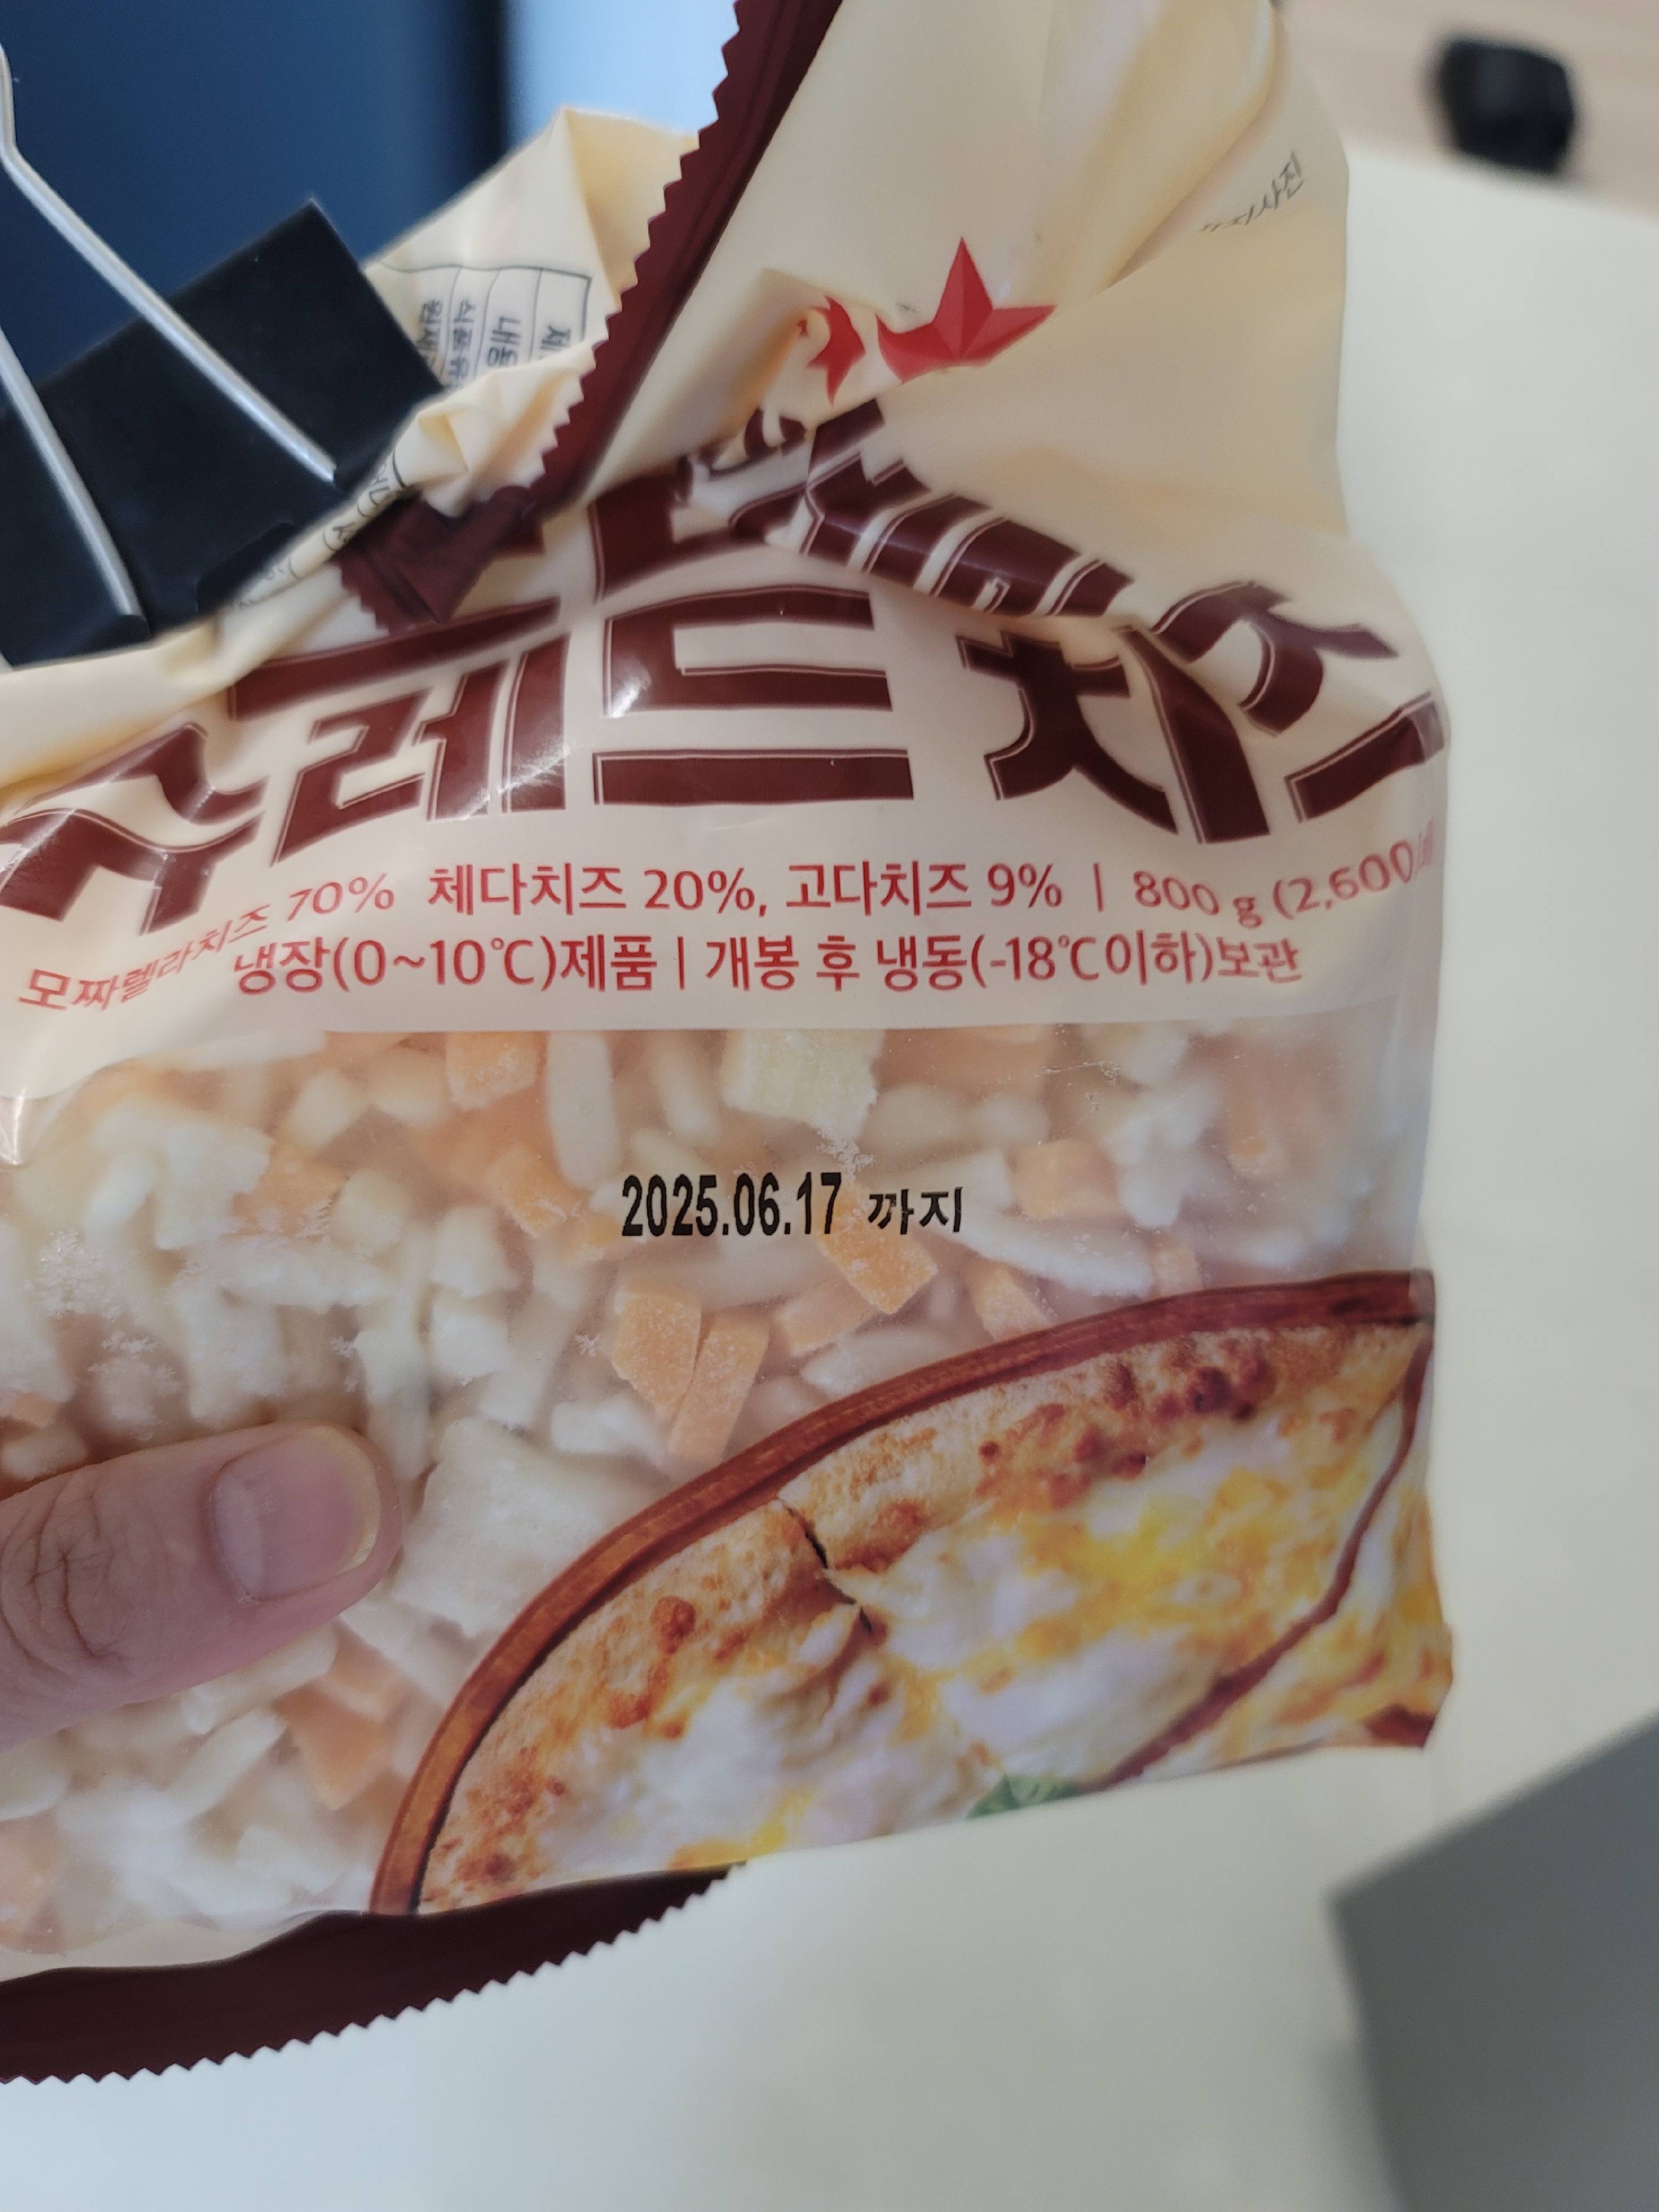 슈레드 치즈
모짜렐라치즈 70% 체다치즈 20%, 고다치즈 9% | 800 g (2,600
냉장(0~10℃)제품 | 개봉 후 냉동(-18℃이하)보관
2025.06.17 까지